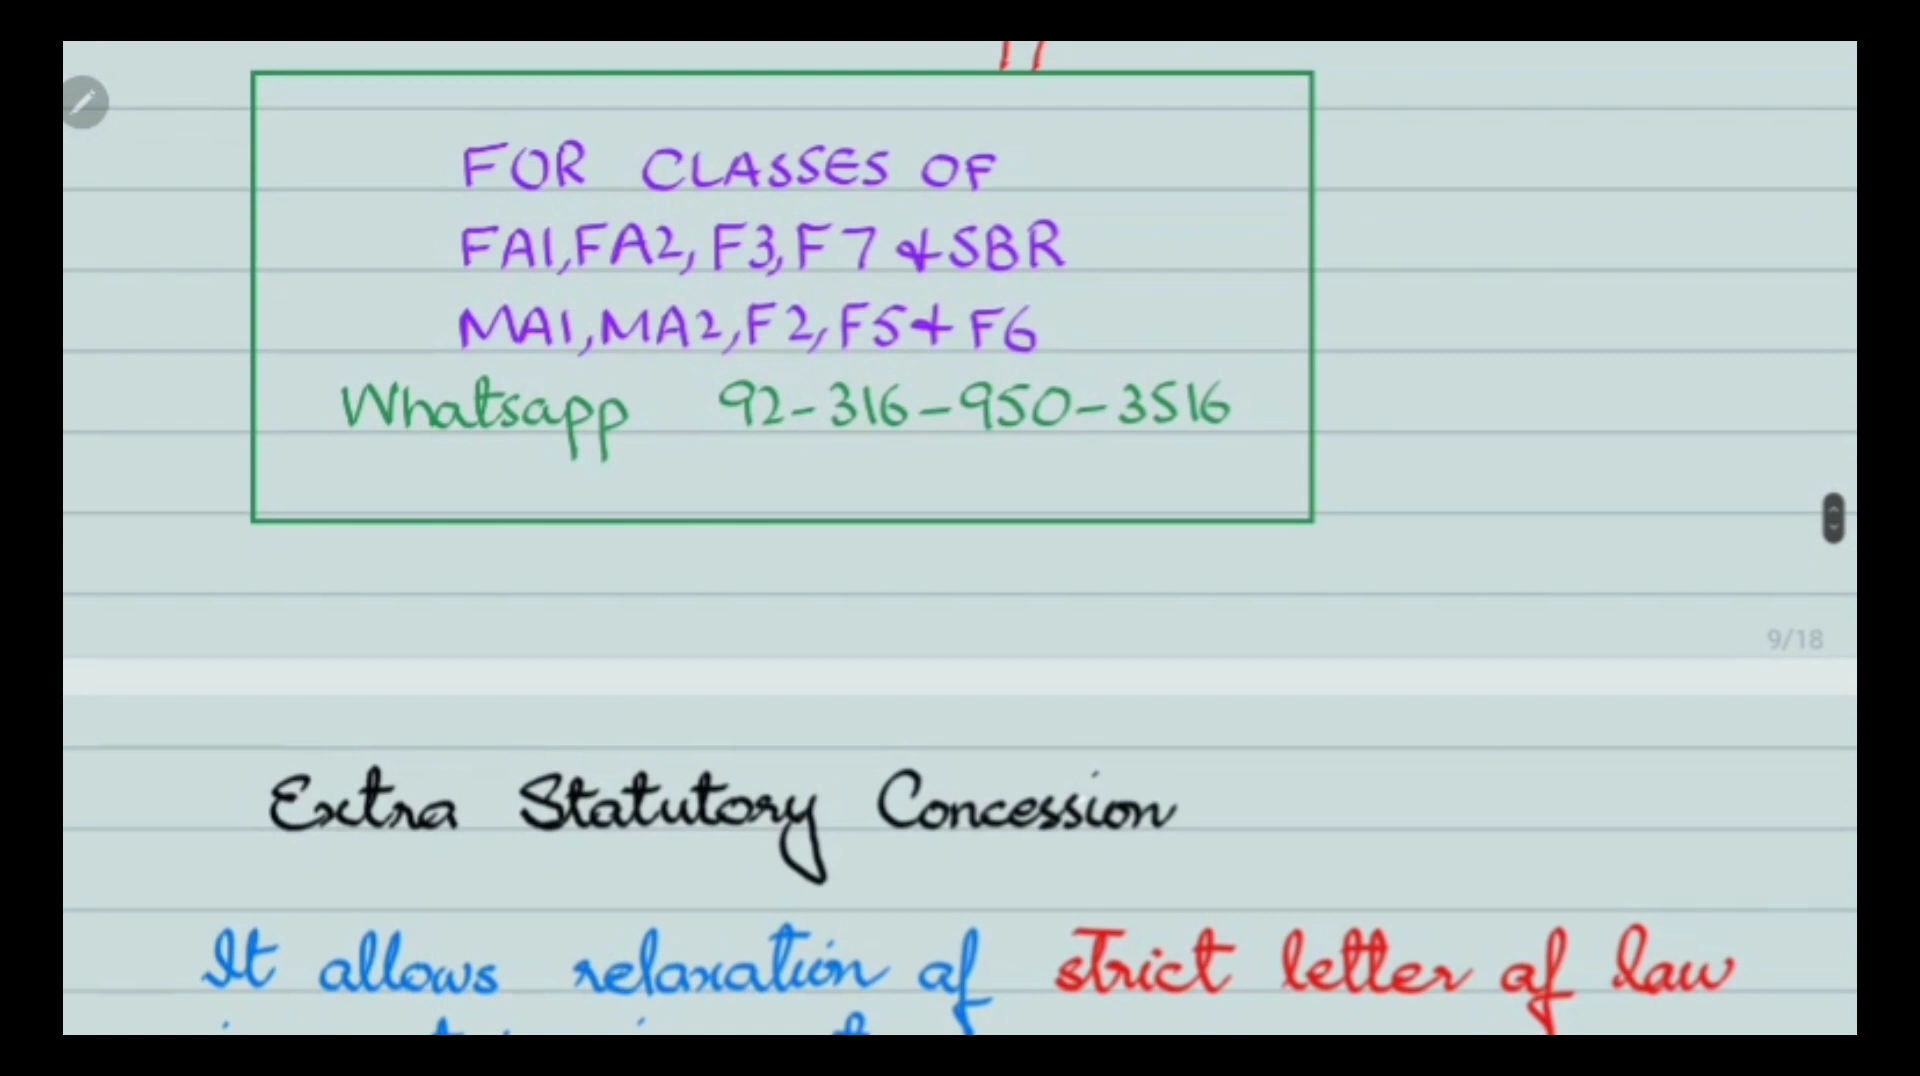 FOR CLASSES OF
FA1, FA2, F3, F7 & SBR
MA1, MA2, F2, F5 + F6
Whatsapp 92-316-950-3516
9/18
Extra Statutory Concession
It allows relaxation of strict letter of law